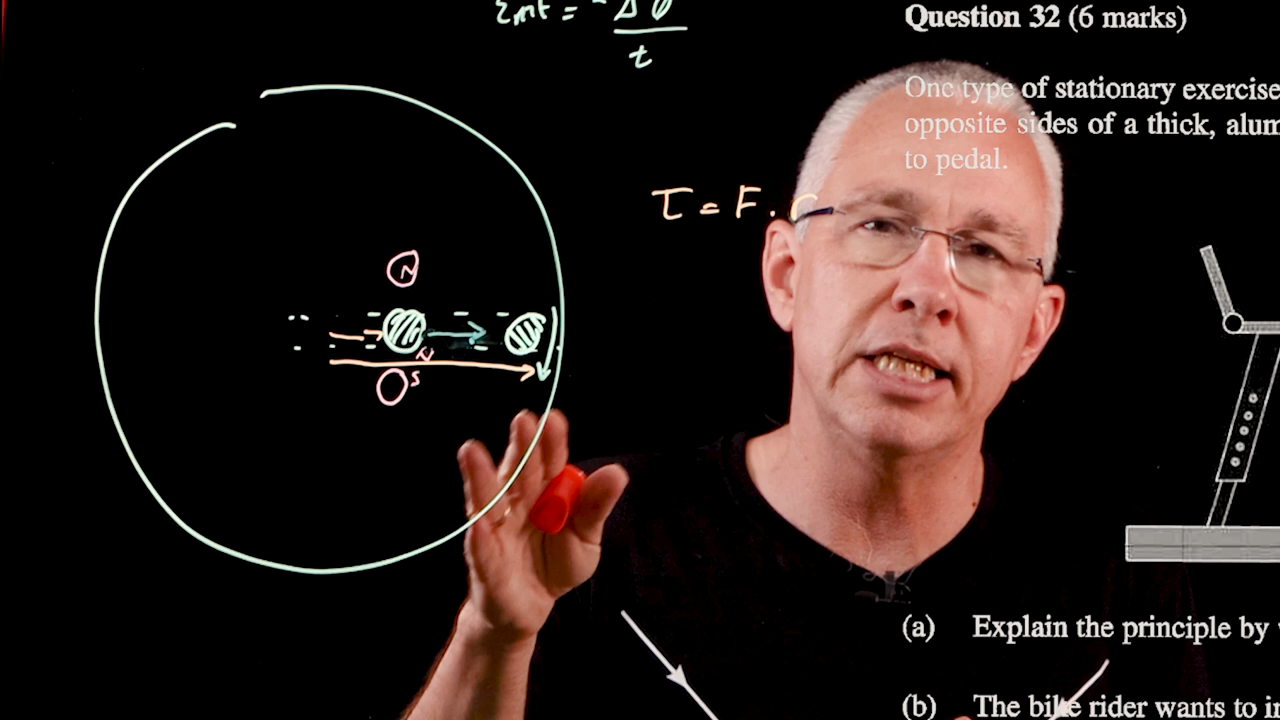 Emf = -Δφ
t
Question 32 (6 marks)
One type of stationary exercise
opposite sides of a thick, alum
to pedal.
τ = F . r
N
N
S
(a) Explain the principle by
(b) The bike rider wants to in